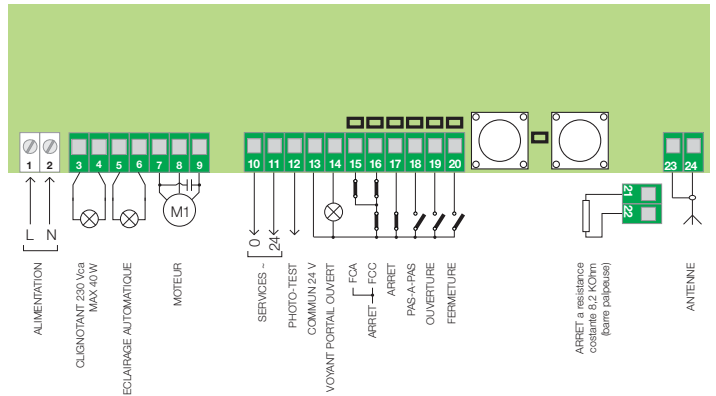 1 2
3 4 5 6 7 8 9
10 11 12 13 14 15 16 17 18 19 20
21
22
23 24
M1
L N
0
24
ALIMENTATION
CLIGNOTANT 230 Vca
MAX 40 W
ECLAIRAGE AUTOMATIQUE
MOTEUR
SERVICES ~
PHOTO-TEST
COMMUN 24 V
VOYANT PORTAIL OUVERT
FCA
FCC
ARRET
ARRET
PAS-A-PAS
OUVERTURE
FERMETURE
ARRET a resistance
costante 8,2 KOhm
(barre palpeuse)
ANTENNE